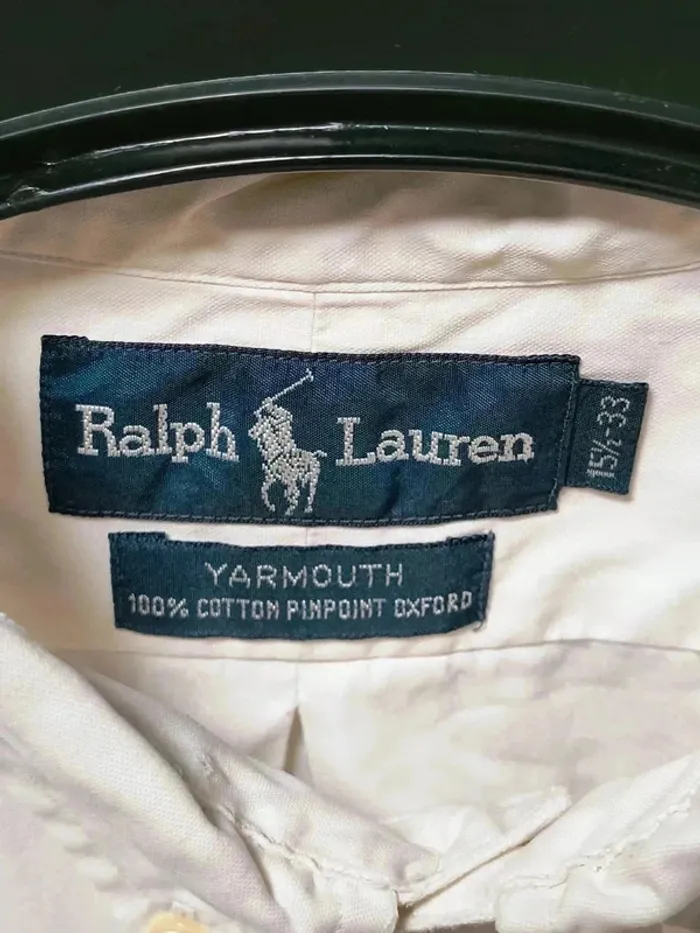 Ralph Lauren
15½-33
YARMOUTH
100% COTTON PINPOINT OXFORD